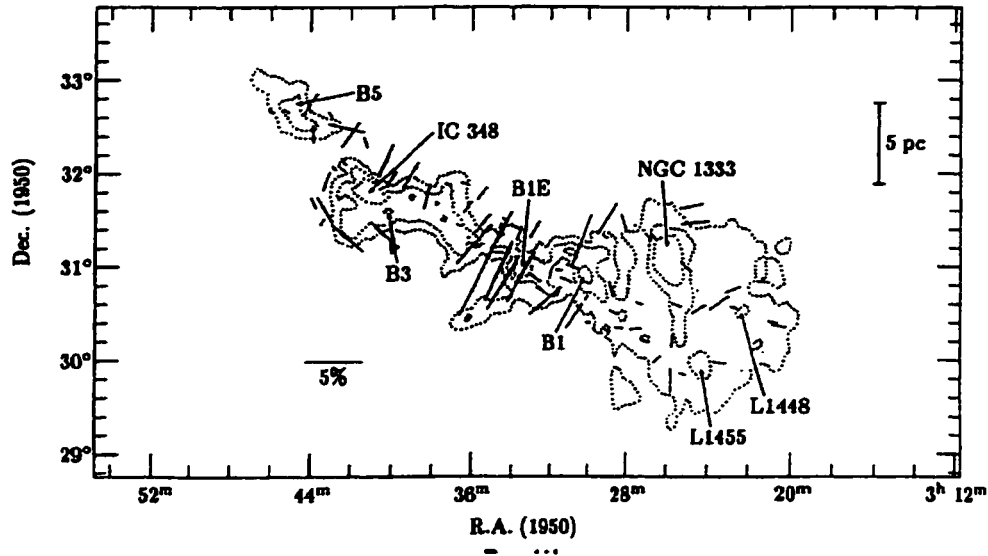 33°
B5
IC 348
5 pc
32°
NGC 1333
B1E
Dec. (1950)
31°
B3
B1
30°
5%
L1448
L1455
29°
52m
44m
36m
28m
20m
3h 12m
R.A. (1950)